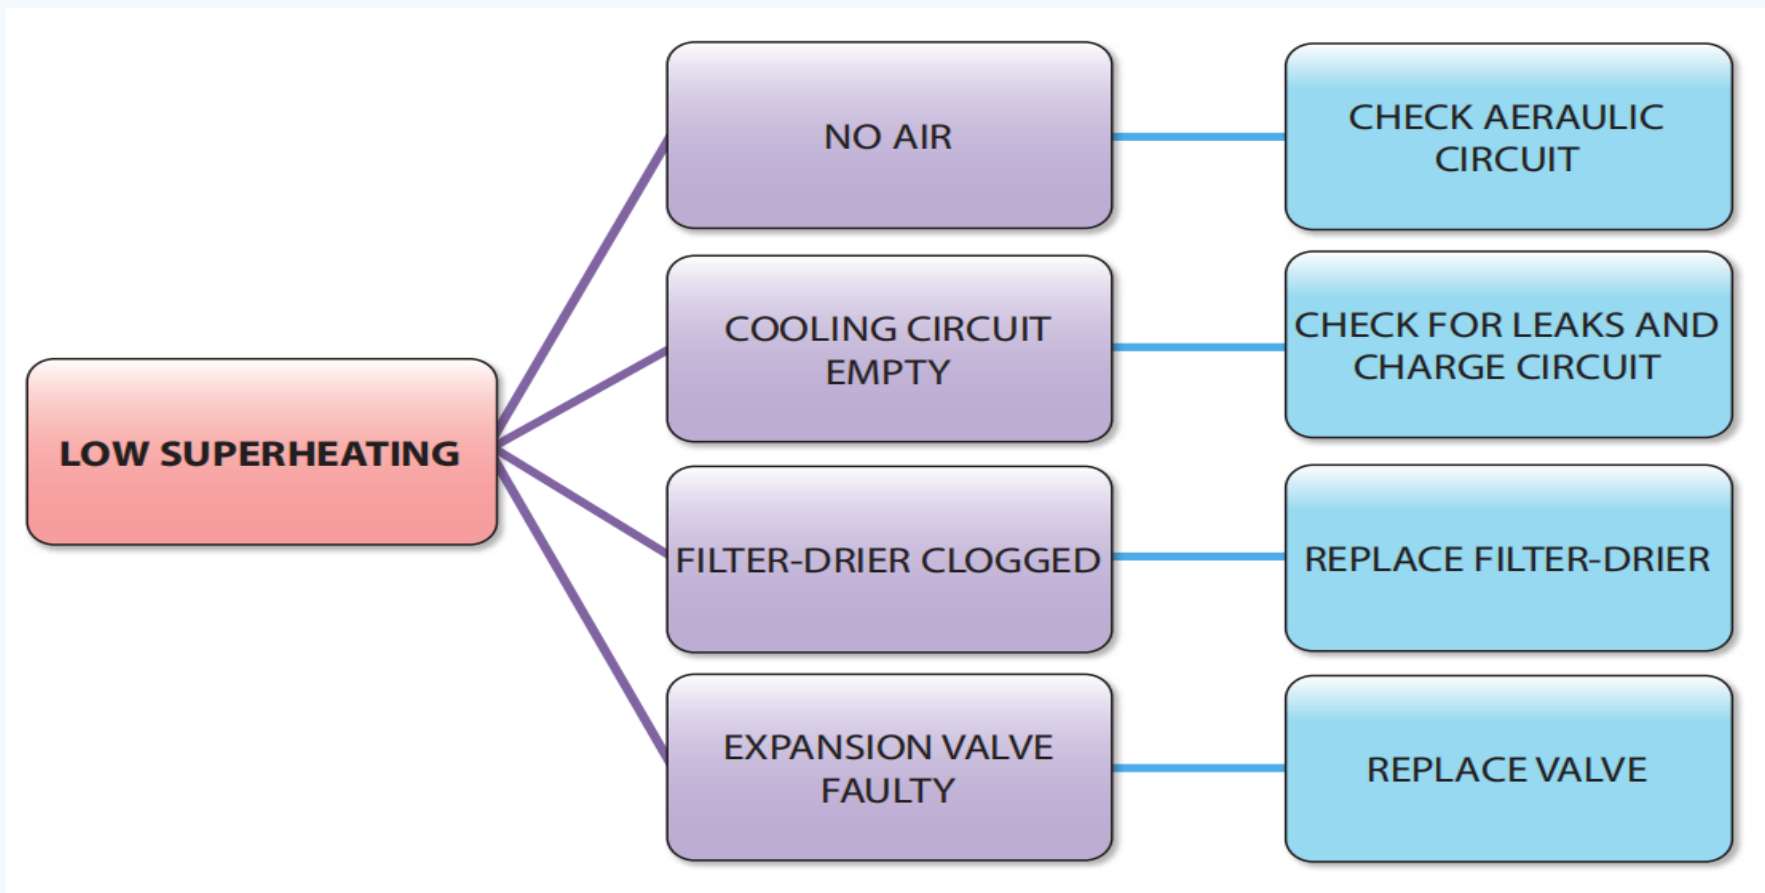 NO AIR
CHECK AERAULIC
CIRCUIT
COOLING CIRCUIT
EMPTY
CHECK FOR LEAKS AND
CHARGE CIRCUIT
LOW SUPERHEATING
FILTER-DRIER CLOGGED
REPLACE FILTER-DRIER
EXPANSION VALVE
FAULTY
REPLACE VALVE